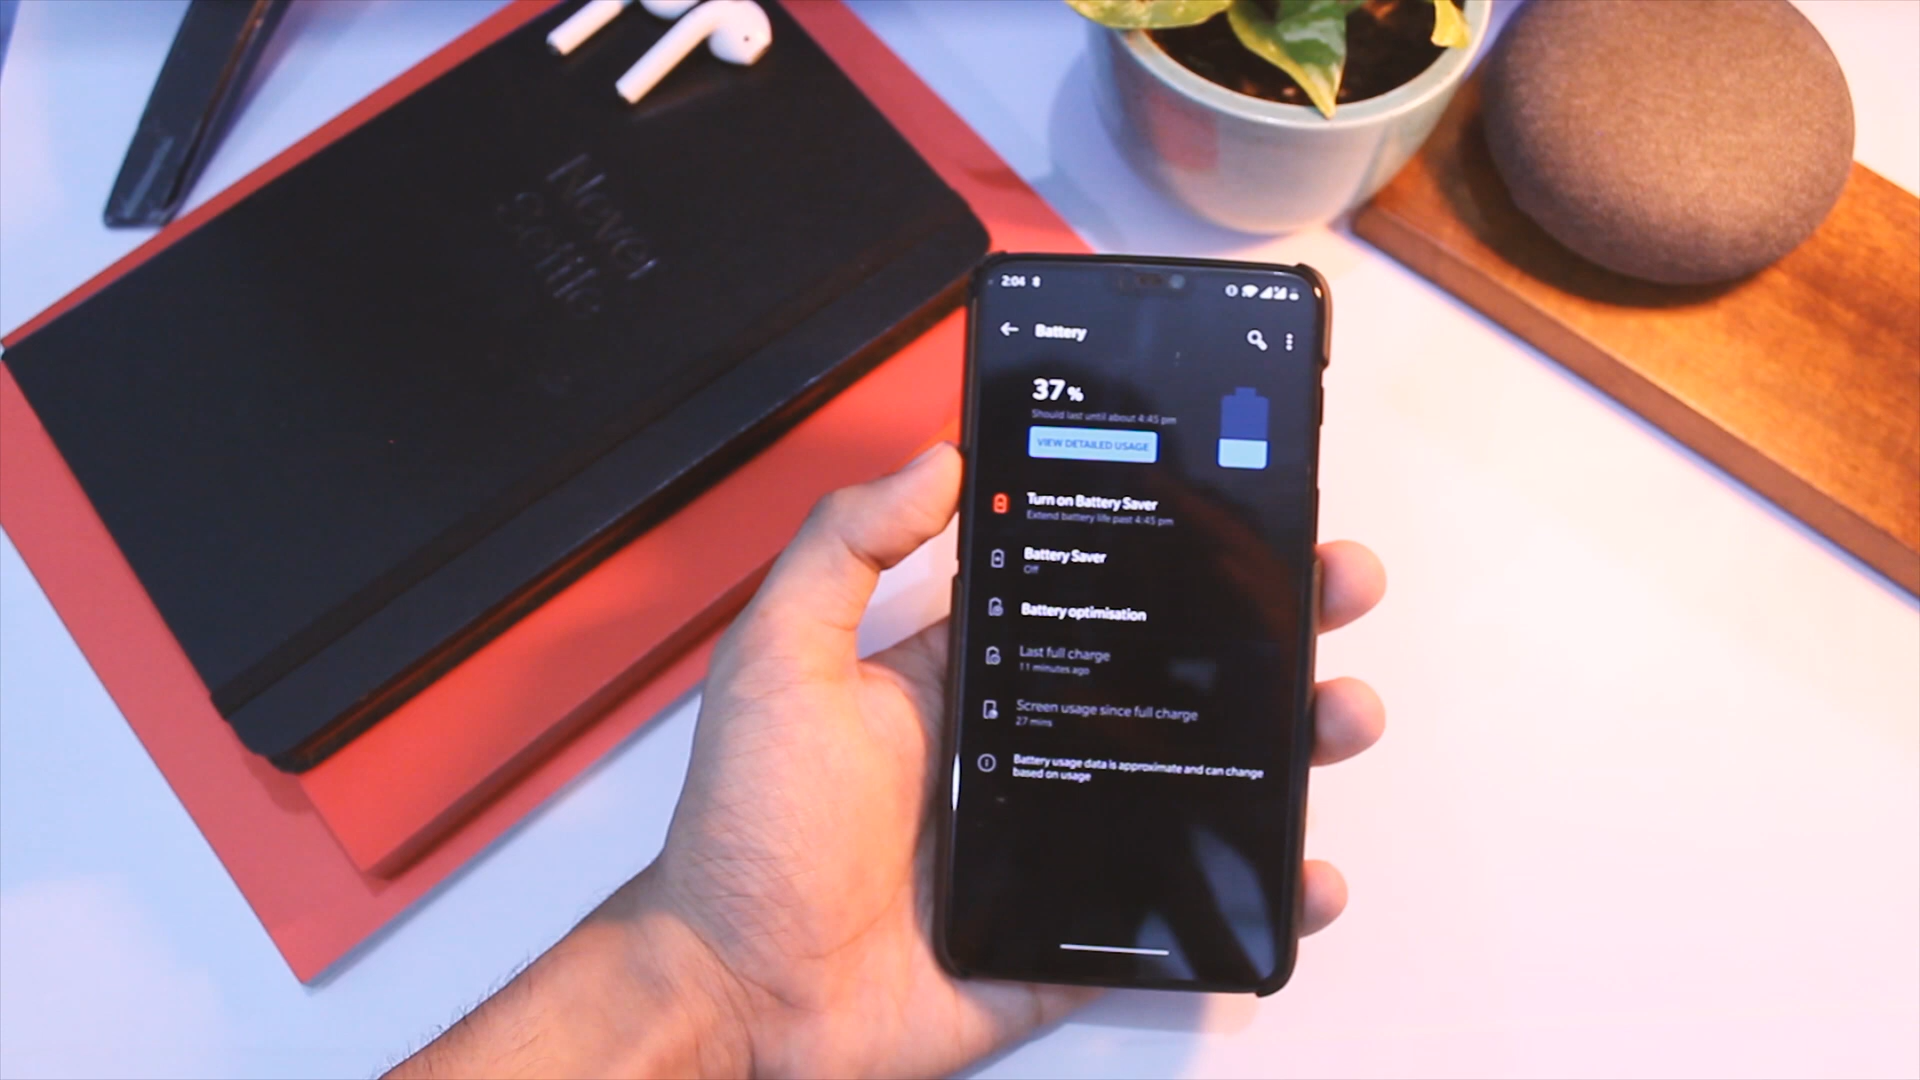 Never
Settle
2:04
Battery
37 %
Should last until about 4:45 pm
VIEW DETAILED USAGE
Turn on Battery Saver
Extend battery life past 4:45 pm
Battery Saver
Off
Battery optimisation
Last full charge
11 minutes ago
Screen usage since full charge
27 mins
Battery usage data is approximate and can change
based on usage